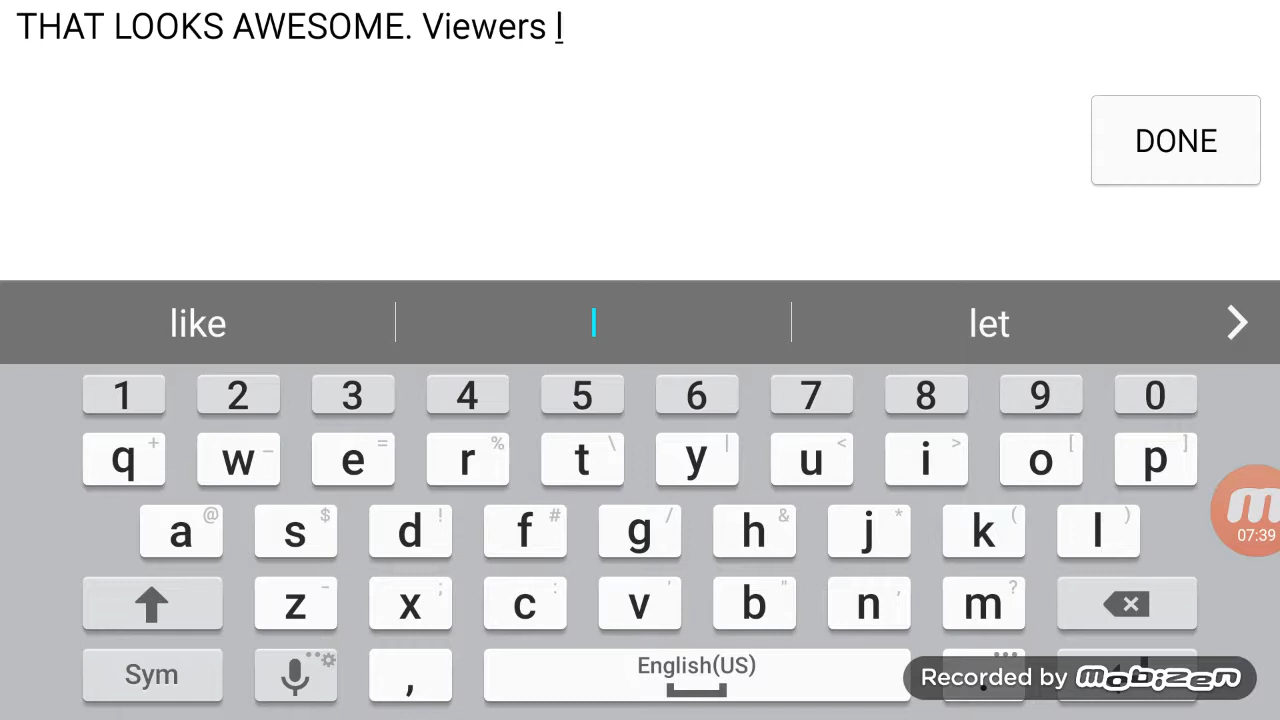 THAT LOOKS AWESOME. Viewers l
DONE
like l let
1 2 3 4 5 6 7 8 9 0
q + w - e = r % t \ y | u < i > o [ p ]
a @ s $ d ! f # g / h & j * k ( l )
z - x ; c : v ' b " n , m ?
07:39
Sym , English(US) .
Recorded by mobizen